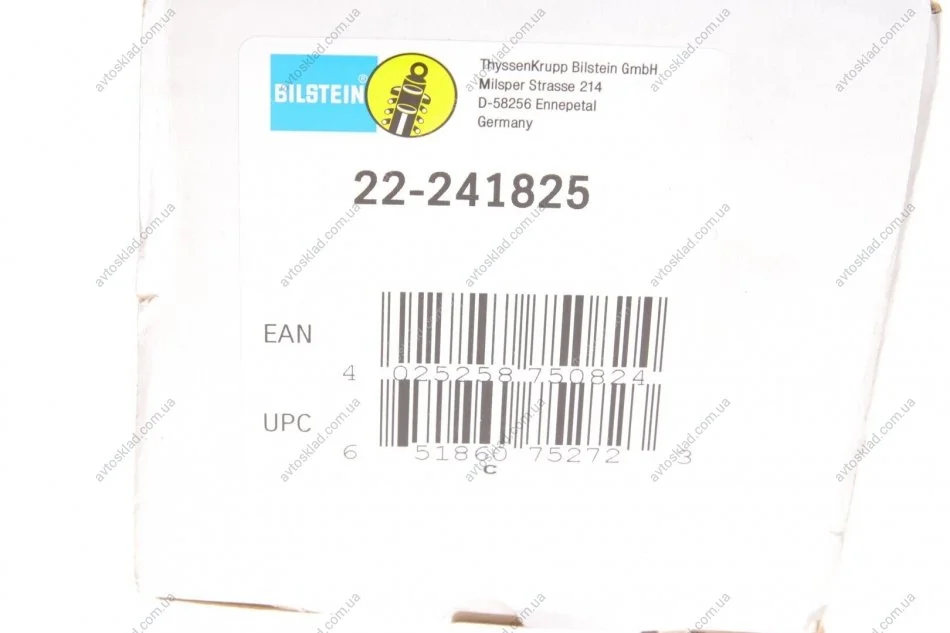 BILSTEIN®
ThyssenKrupp Bilstein GmbH
Milsper Strasse 214
D-58256 Ennepetal
Germany
22-241825
EAN
4 025258 750824
UPC
6 51860 75272 3
C
avtosklad.com.ua